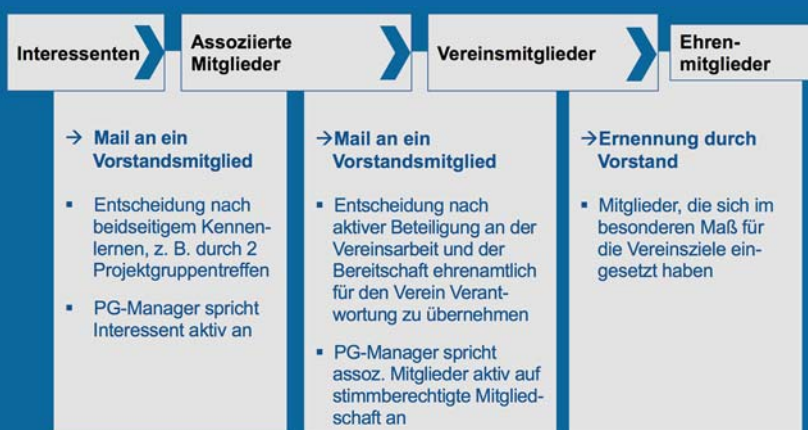 Interessenten
Assoziierte
Mitglieder
Vereinsmitglieder
Ehren-
mitglieder
→ Mail an ein
Vorstandsmitglied
▪ Entscheidung nach
beidseitigem Kennen-
lernen, z. B. durch 2
Projektgruppentreffen
▪ PG-Manager spricht
Interessent aktiv an
→Mail an ein
Vorstandsmitglied
▪ Entscheidung nach
aktiver Beteiligung an der
Vereinsarbeit und der
Bereitschaft ehrenamtlich
für den Verein Verant-
wortung zu übernehmen
▪ PG-Manager spricht
assoz. Mitglieder aktiv auf
stimmberechtigte Mitglied-
schaft an
→Ernennung durch
Vorstand
▪ Mitglieder, die sich im
besonderen Maß für
die Vereinsziele ein-
gesetzt haben